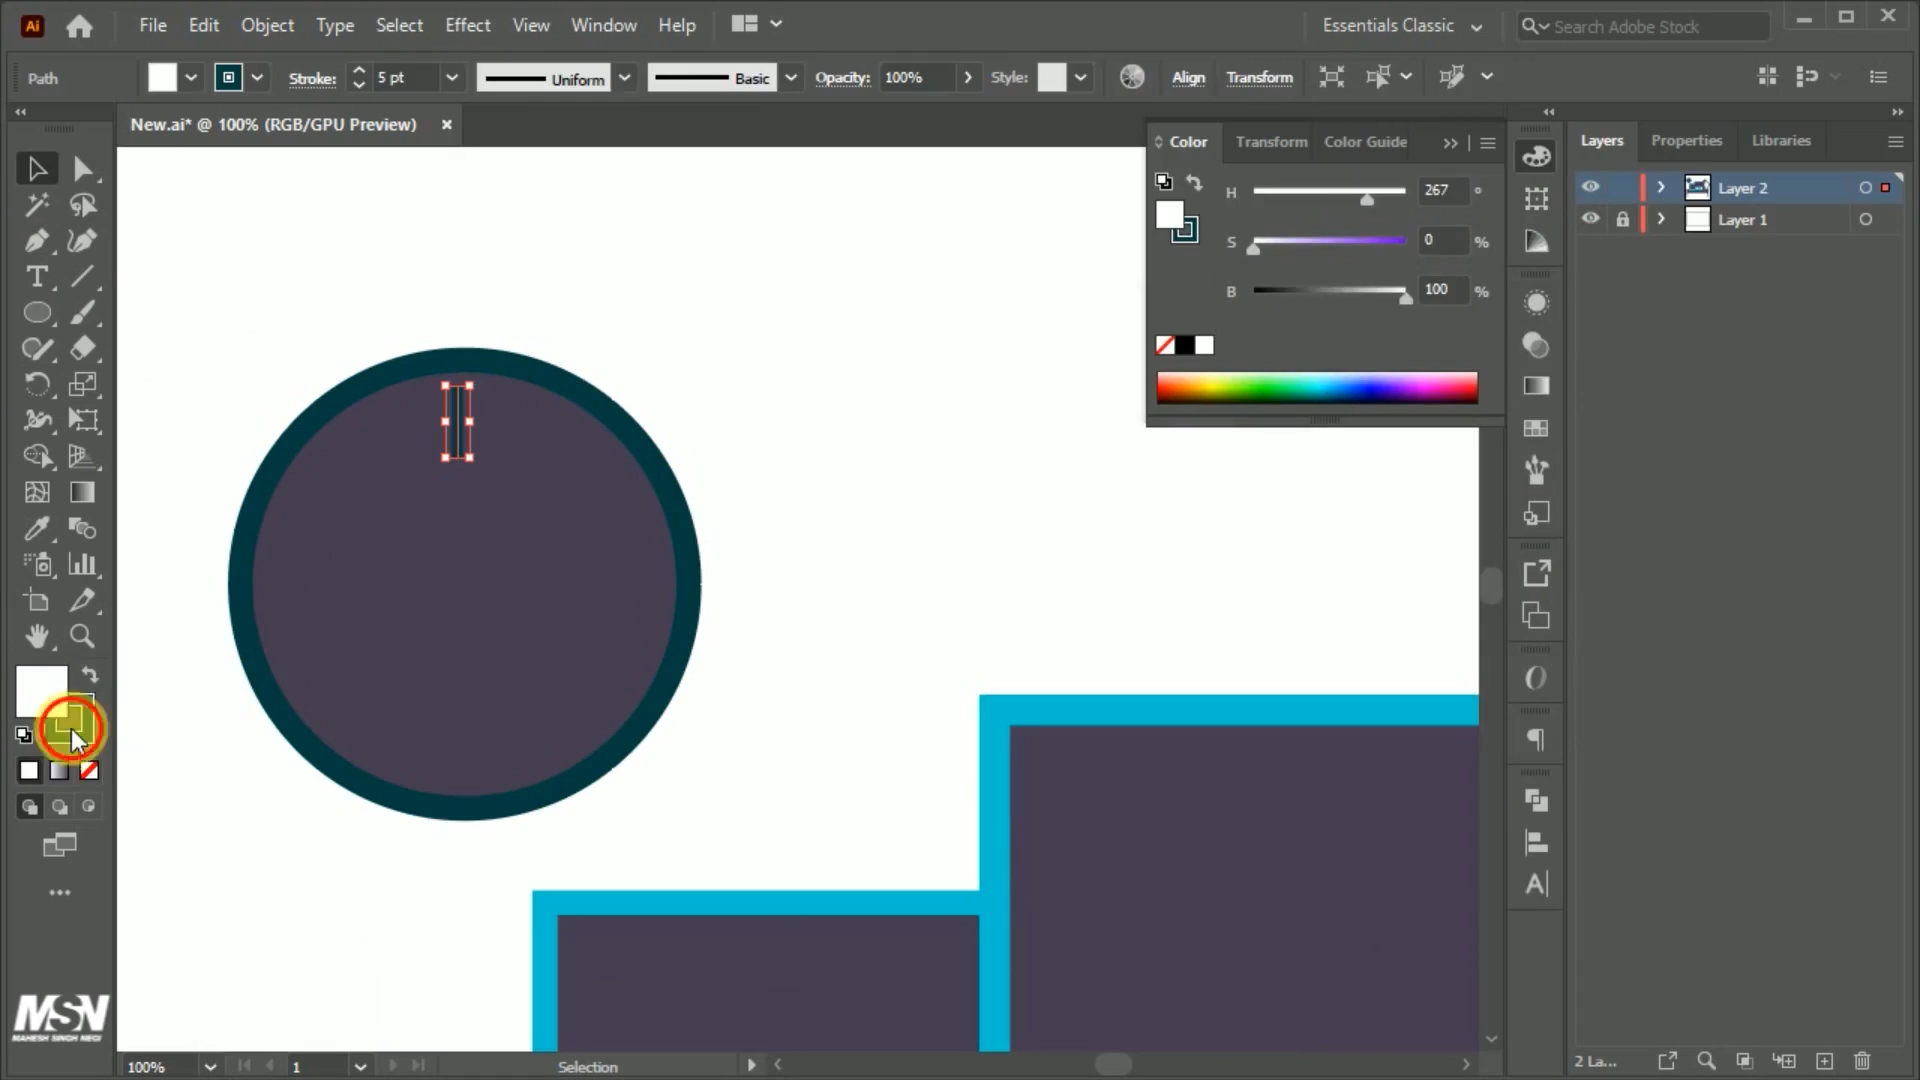 Ai File Edit Object Type Select Effect View Window Help Essentials Classic Search Adobe Stock
Path Stroke: 5 pt Uniform Basic Opacity: 100% Style: Align Transform
New.ai* @ 100% (RGB/GPU Preview)
Color Transform Color Guide
H 267 °
S 0 %
B 100 %
Layers Properties Libraries
Layer 2
Layer 1
MSN
MAHESH SINGH NEGI
100% 1 Selection
2 La...